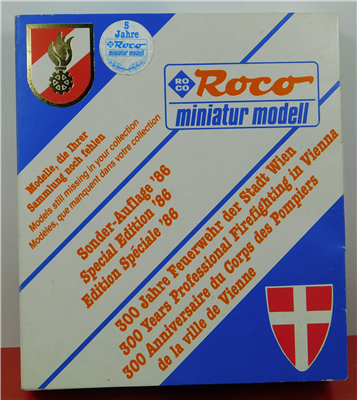 5
Jahre
Roco
miniatur modell
RO
CO
Roco
miniatur modell
Modelle, die Ihrer
Sammlung noch fehlen
Models still missing in your collection
Modèles, que manquent dans votre collection
Sonder-Auflage '86
Special Edition '86
Edition Spéciale '86
300 Jahre Feuerwehr der Stadt Wien
300 Years Professional Firefighting in Vienna
300 Anniversaire du Corps des Pompiers
de la ville de Vienne